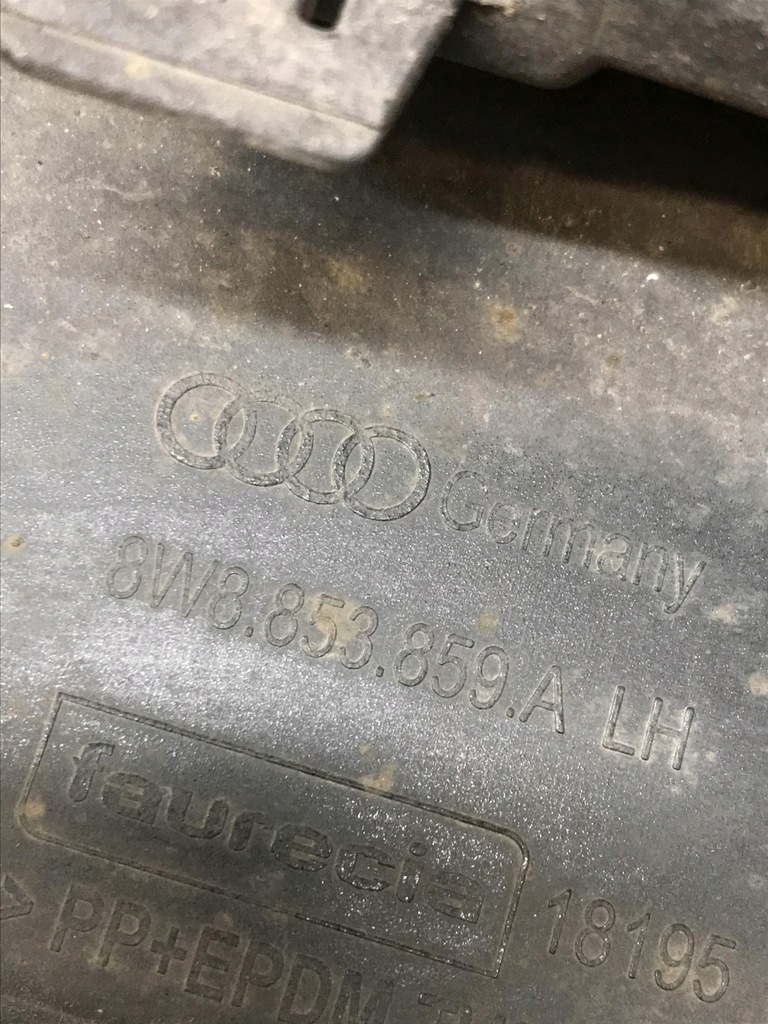 Germany
8W8.853.859.A LH
faurecia
18195
>PP+EPDM